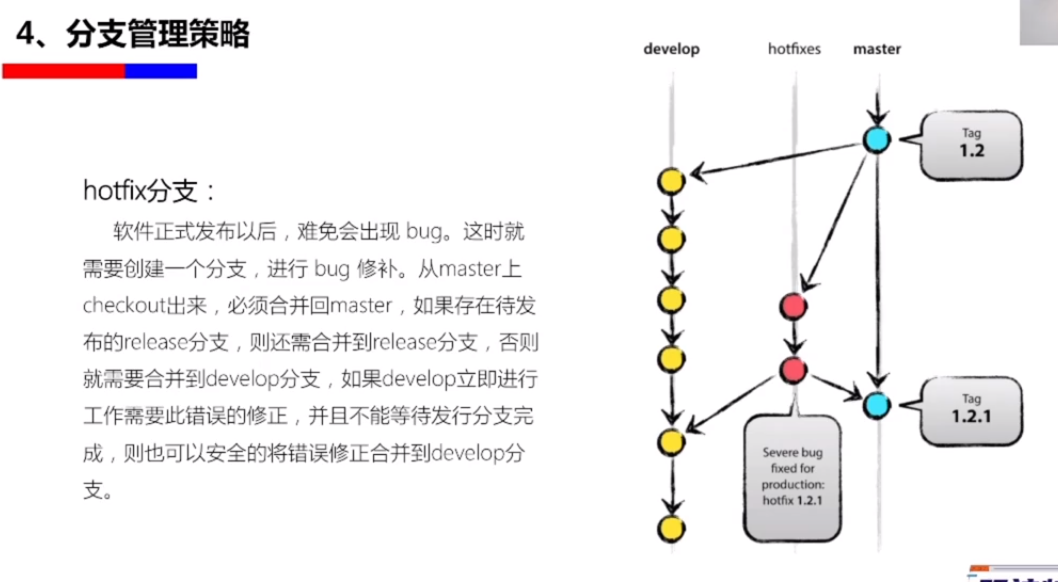 4、分支管理策略
develop
hotfixes
master
Tag
1.2
hotfix分支：
软件正式发布以后，难免会出现 bug。这时就
需要创建一个分支，进行 bug 修补。从master上
checkout出来，必须合并回master，如果存在待发
布的release分支，则还需合并到release分支，否则
就需要合并到develop分支，如果develop立即进行
工作需要此错误的修正，并且不能等待发行分支完
成，则也可以安全的将错误修正合并到develop分
支。
Tag
1.2.1
Severe bug
fixed for
production:
hotfix 1.2.1